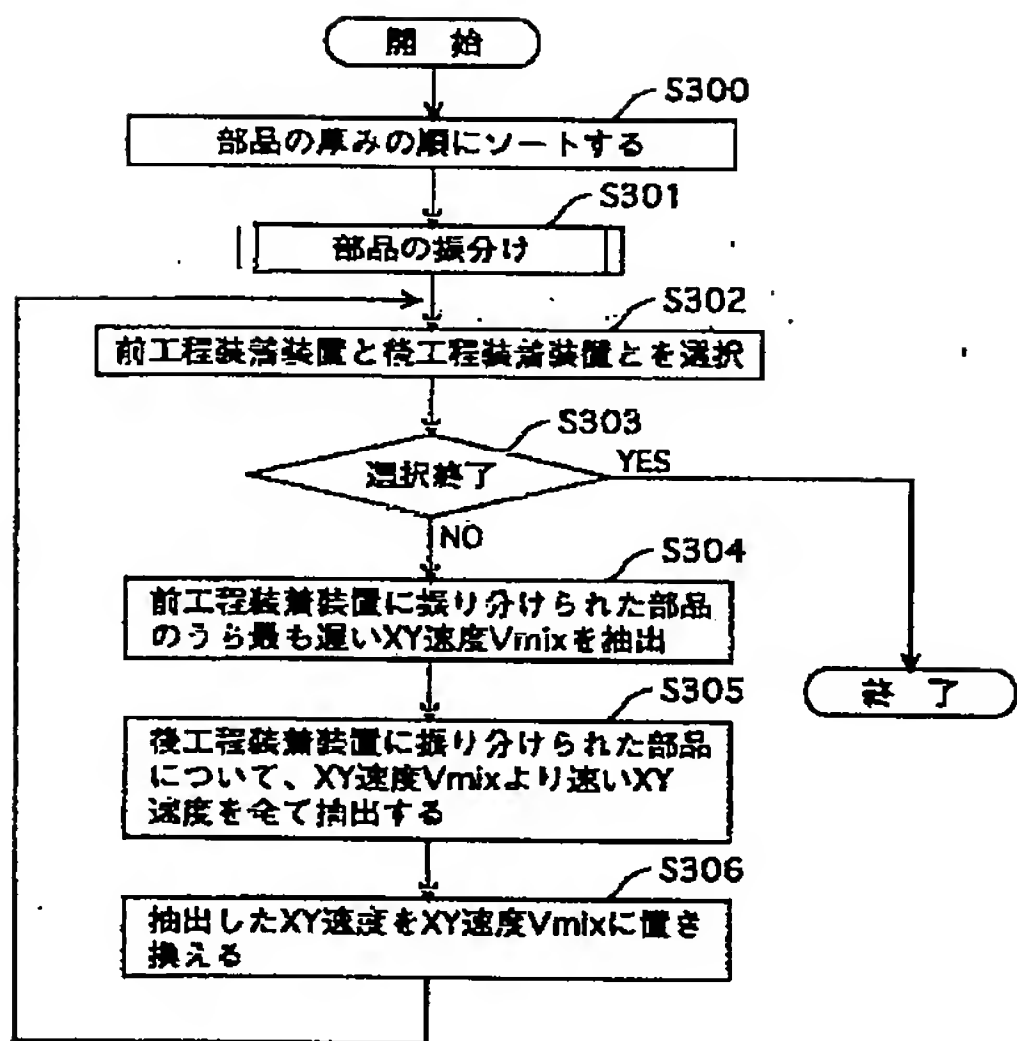 開 始
S300
部品の厚みの順にソートする
S301
部品の振分け
S302
前工程装着装置と後工程装着装置とを選択
S303
選択終了
YES
NO
S304
前工程装着装置に振り分けられた部品
のうち最も遅いXY速度Vmixを抽出
終 了
S305
後工程装着装置に振り分けられた部品
について、XY速度Vmixより速いXY
速度を全て抽出する
S306
抽出したXY速度をXY速度Vmixに置き
換える